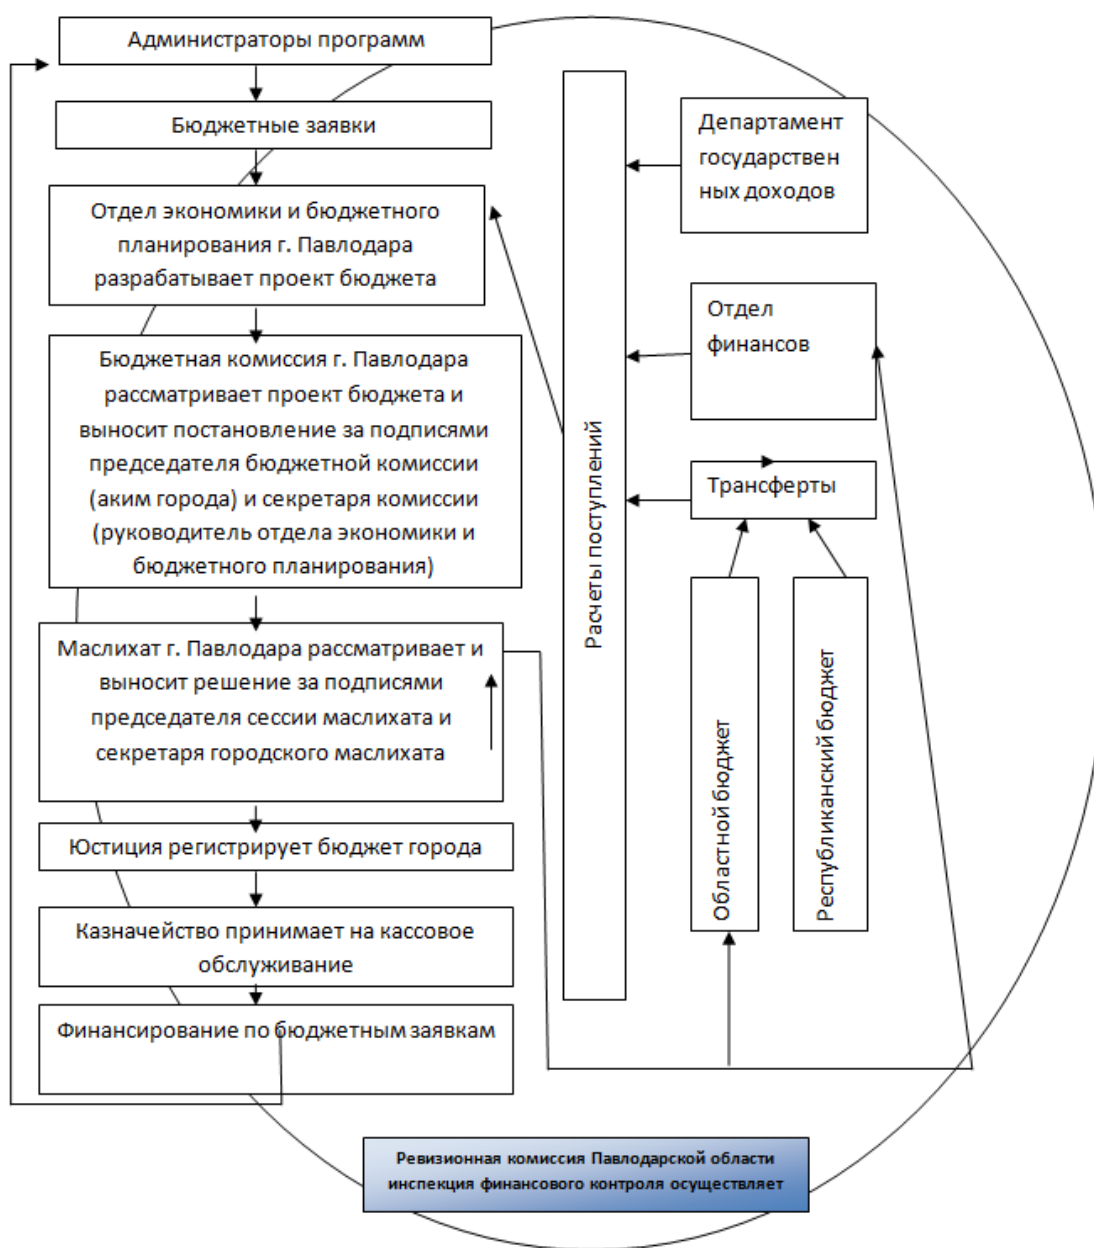 Администраторы программ
Бюджетные заявки
Отдел экономики и бюджетного
планирования г. Павлодара
разрабатывает проект бюджета
Бюджетная комиссия г. Павлодара
рассматривает проект бюджета и
выносит постановление за подписями
председателя бюджетной комиссии
(аким города) и секретаря комиссии
(руководитель отдела экономики и
бюджетного планирования)
Маслихат г. Павлодара рассматривает и
выносит решение за подписями
председателя сессии маслихата и
секретаря городского маслихата
Юстиция регистрирует бюджет города
Казначейство принимает на кассовое
обслуживание
Финансирование по бюджетным заявкам
Расчеты поступлений
Департамент
государствен
ных доходов
Отдел
финансов
Трансферты
Областной бюджет
Республиканский бюджет
Ревизионная комиссия Павлодарской области
инспекция финансового контроля осуществляет